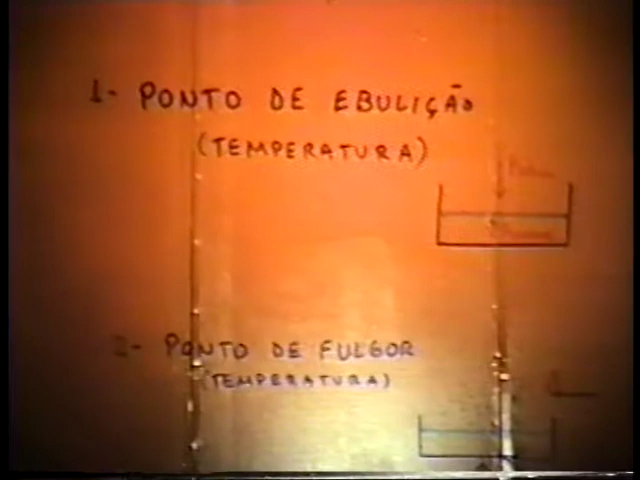 1- PONTO DE EBULIÇÃO
(TEMPERATURA)
2- PONTO DE FULGOR
(TEMPERATURA)